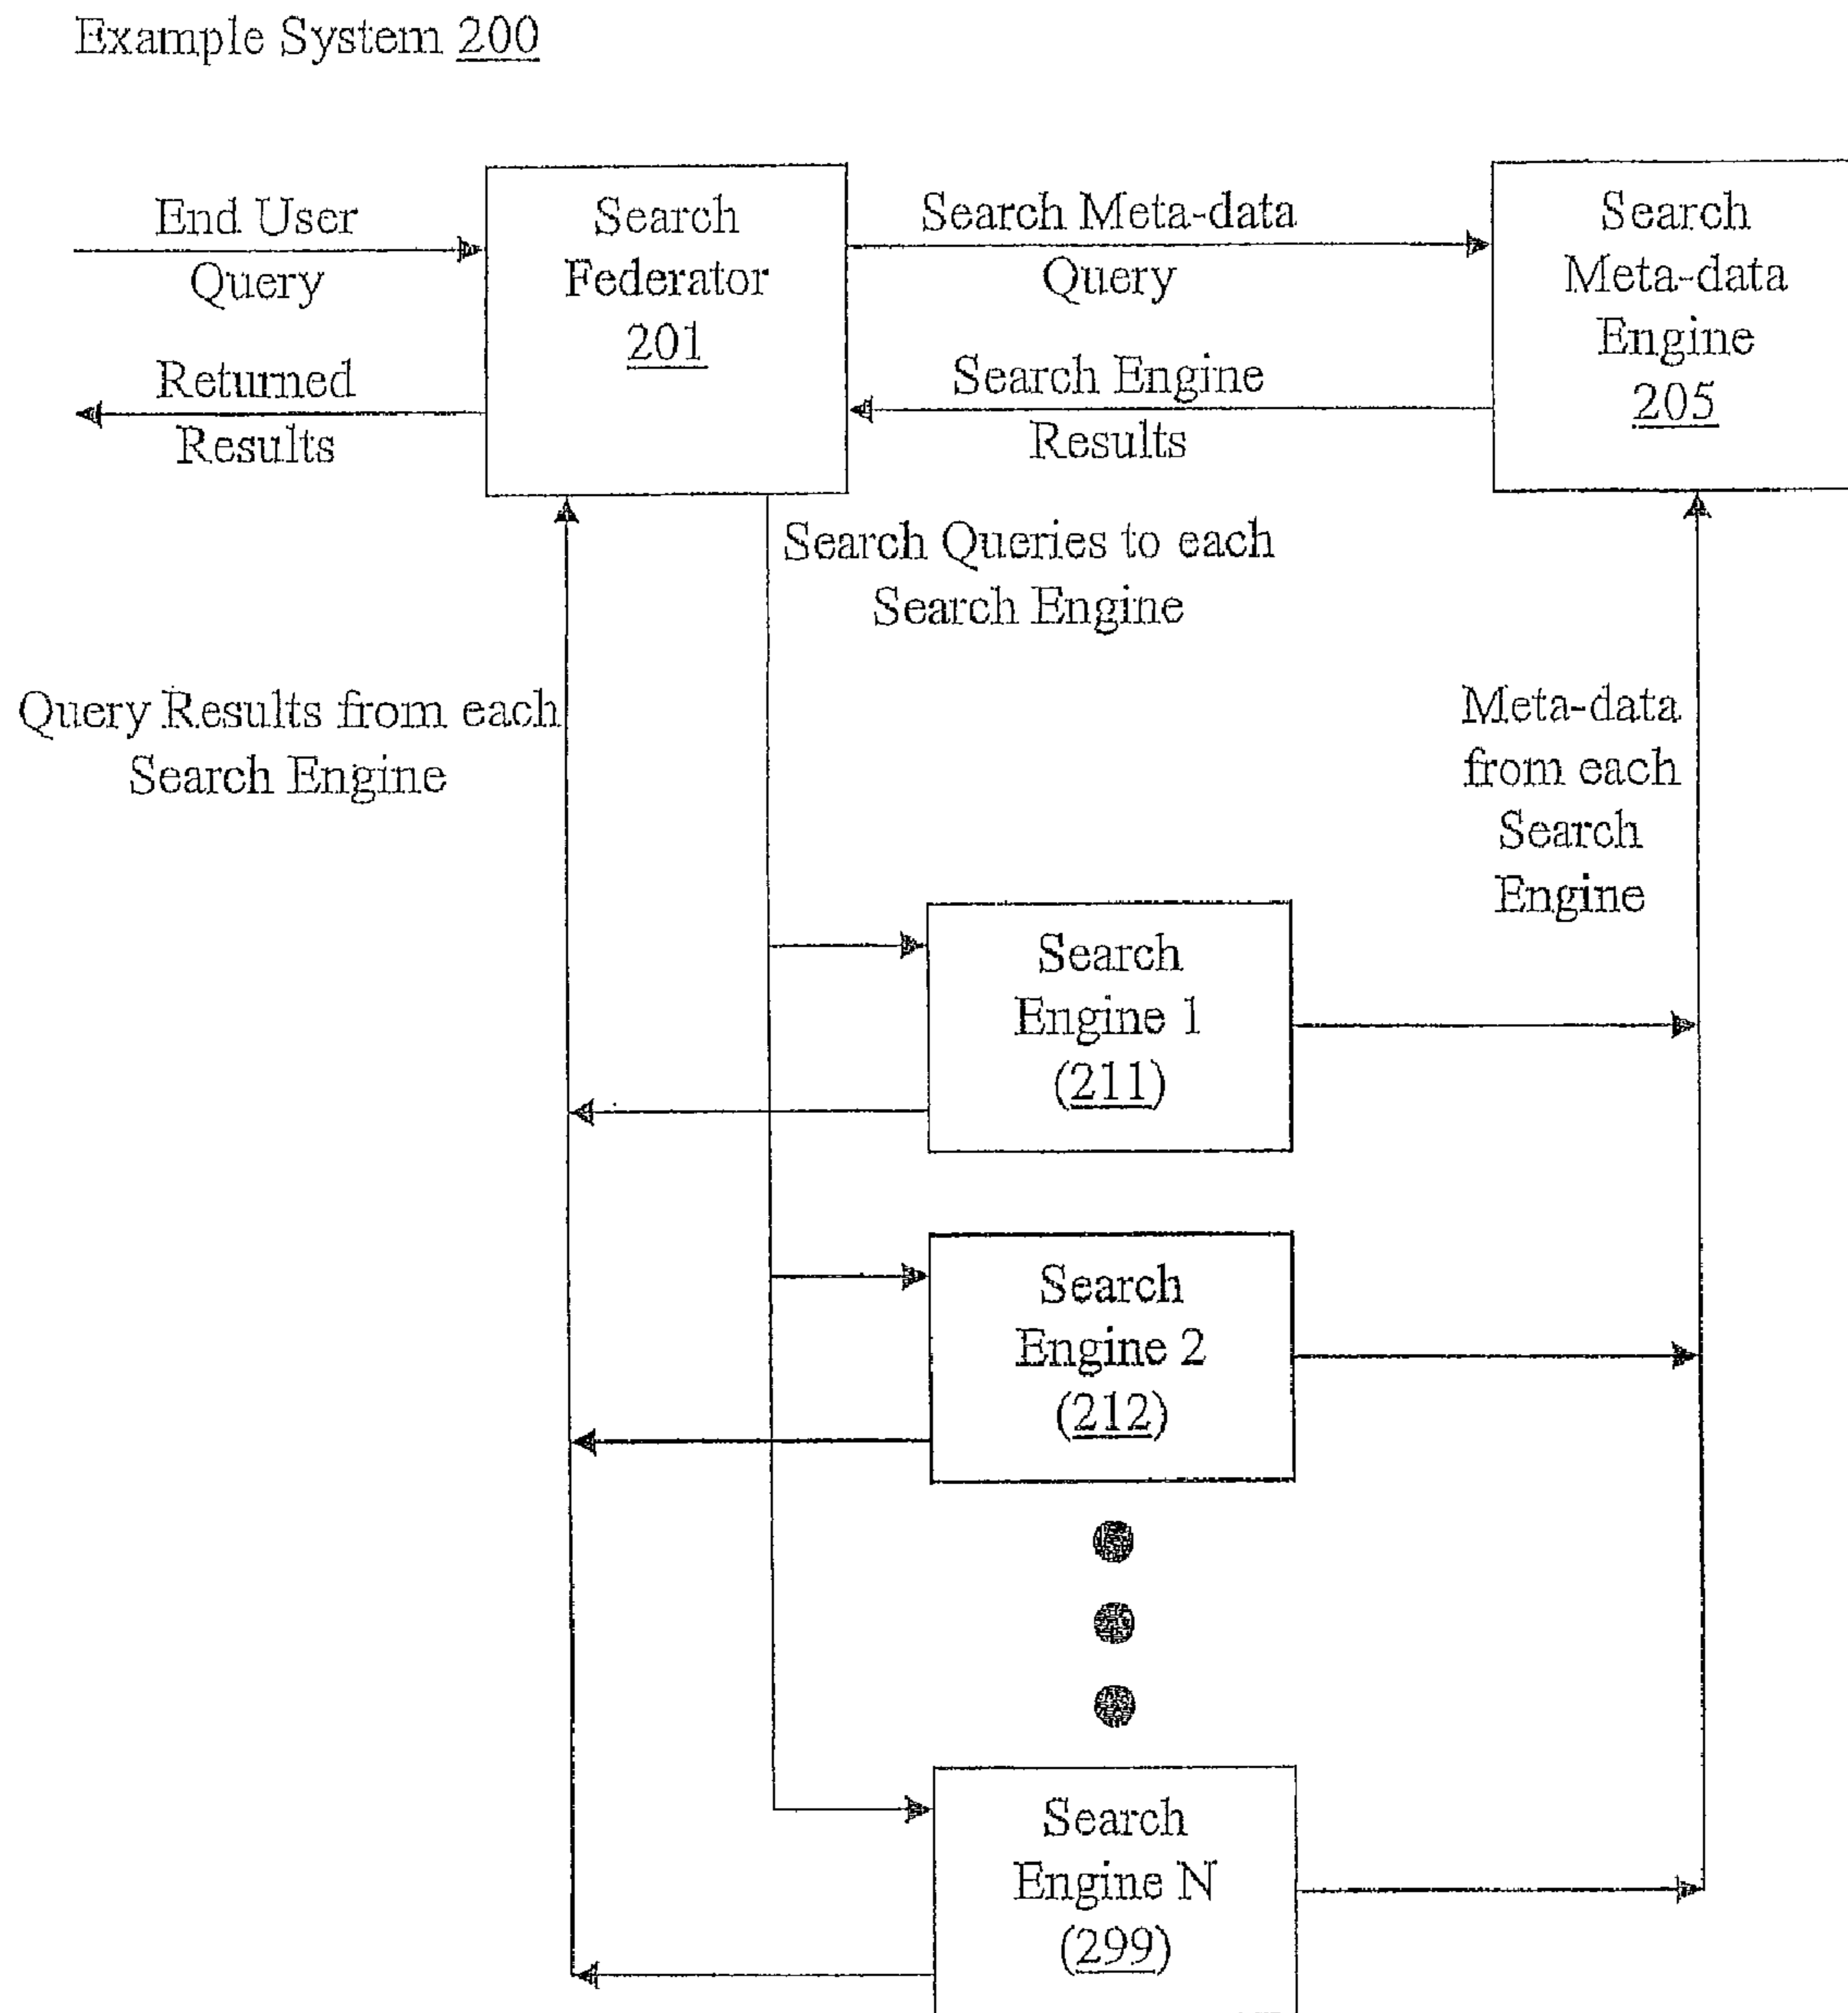 Example System 200
End User
Query
Returned
Results
Search
Federator
201
Search Meta-data
Query
Search Engine
Results
Search
Meta-data
Engine
205
Search Queries to each
Search Engine
Query Results from each
Search Engine
Meta-data
from each
Search
Engine
Search
Engine 1
(211)
Search
Engine 2
(212)
Search
Engine N
(299)